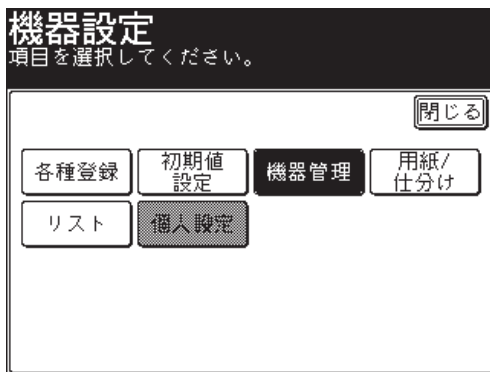 機器設定
項目を選択してください。
閉じる
各種登録
初期値
設定
機器管理
用紙/
仕分け
リスト
個人設定